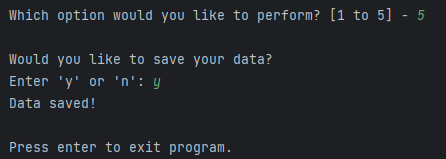 Which option would you like to perform? [1 to 5] - 5
Would you like to save your data?
Enter 'y' or 'n': y
Data saved!
Press enter to exit program.